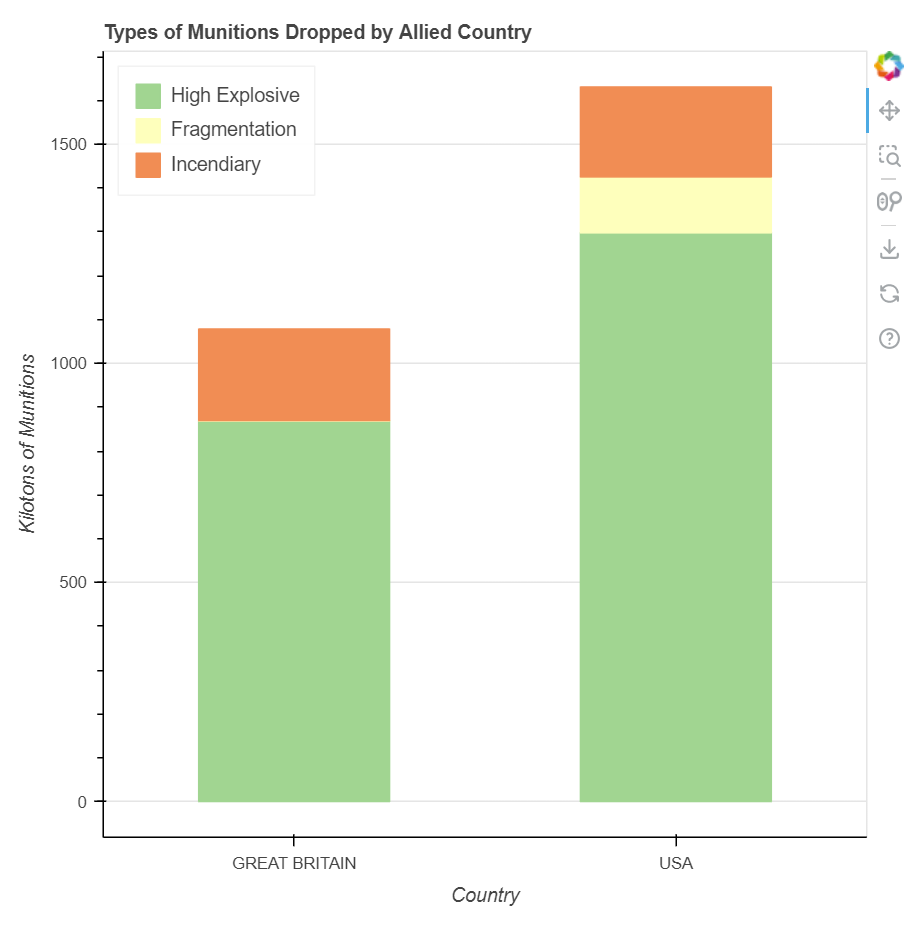 Types of Munitions Dropped by Allied Country
High Explosive
Fragmentation
Incendiary
1500
1000
500
0
Kilotons of Munitions
GREAT BRITAIN
USA
Country